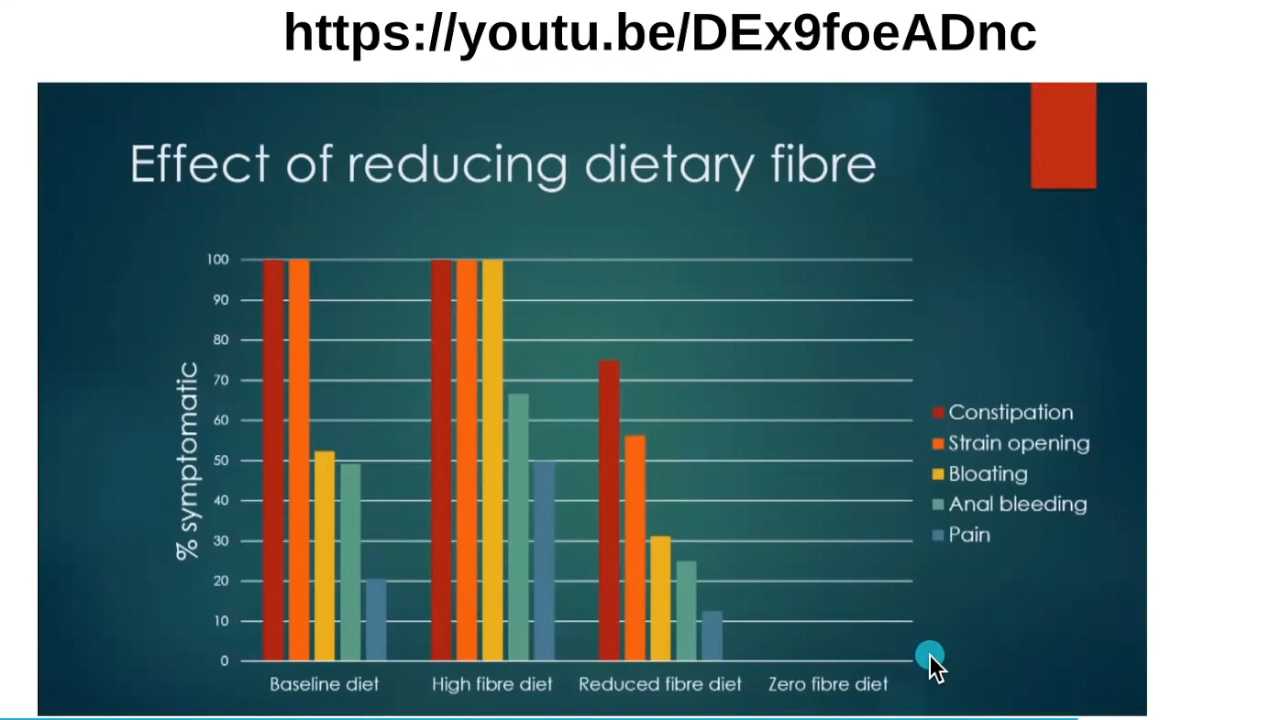 https://youtu.be/DEx9foeADnc
Effect of reducing dietary fibre
% symptomatic
100
90
80
70
60
50
40
30
20
10
0
Baseline diet High fibre diet Reduced fibre diet Zero fibre diet
Constipation
Strain opening
Bloating
Anal bleeding
Pain